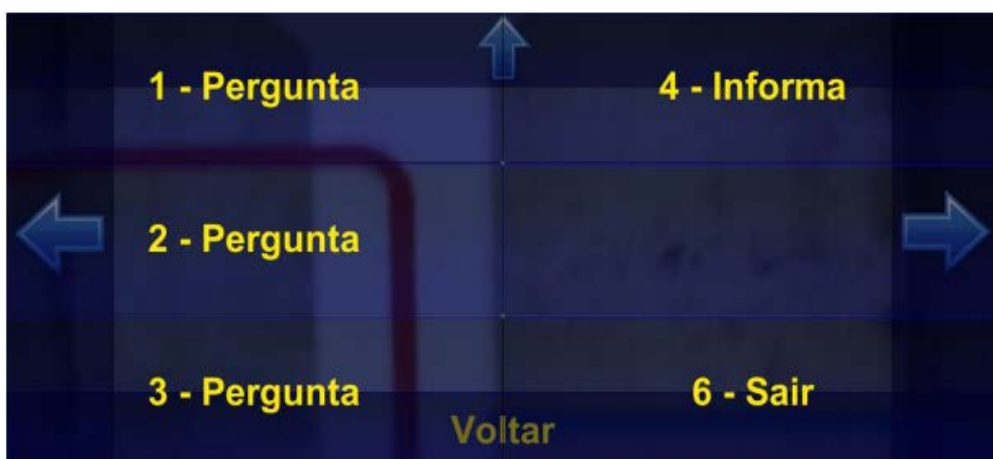 1 - Pergunta
4 - Informa
2 - Pergunta
3 - Pergunta
6 - Sair
Voltar